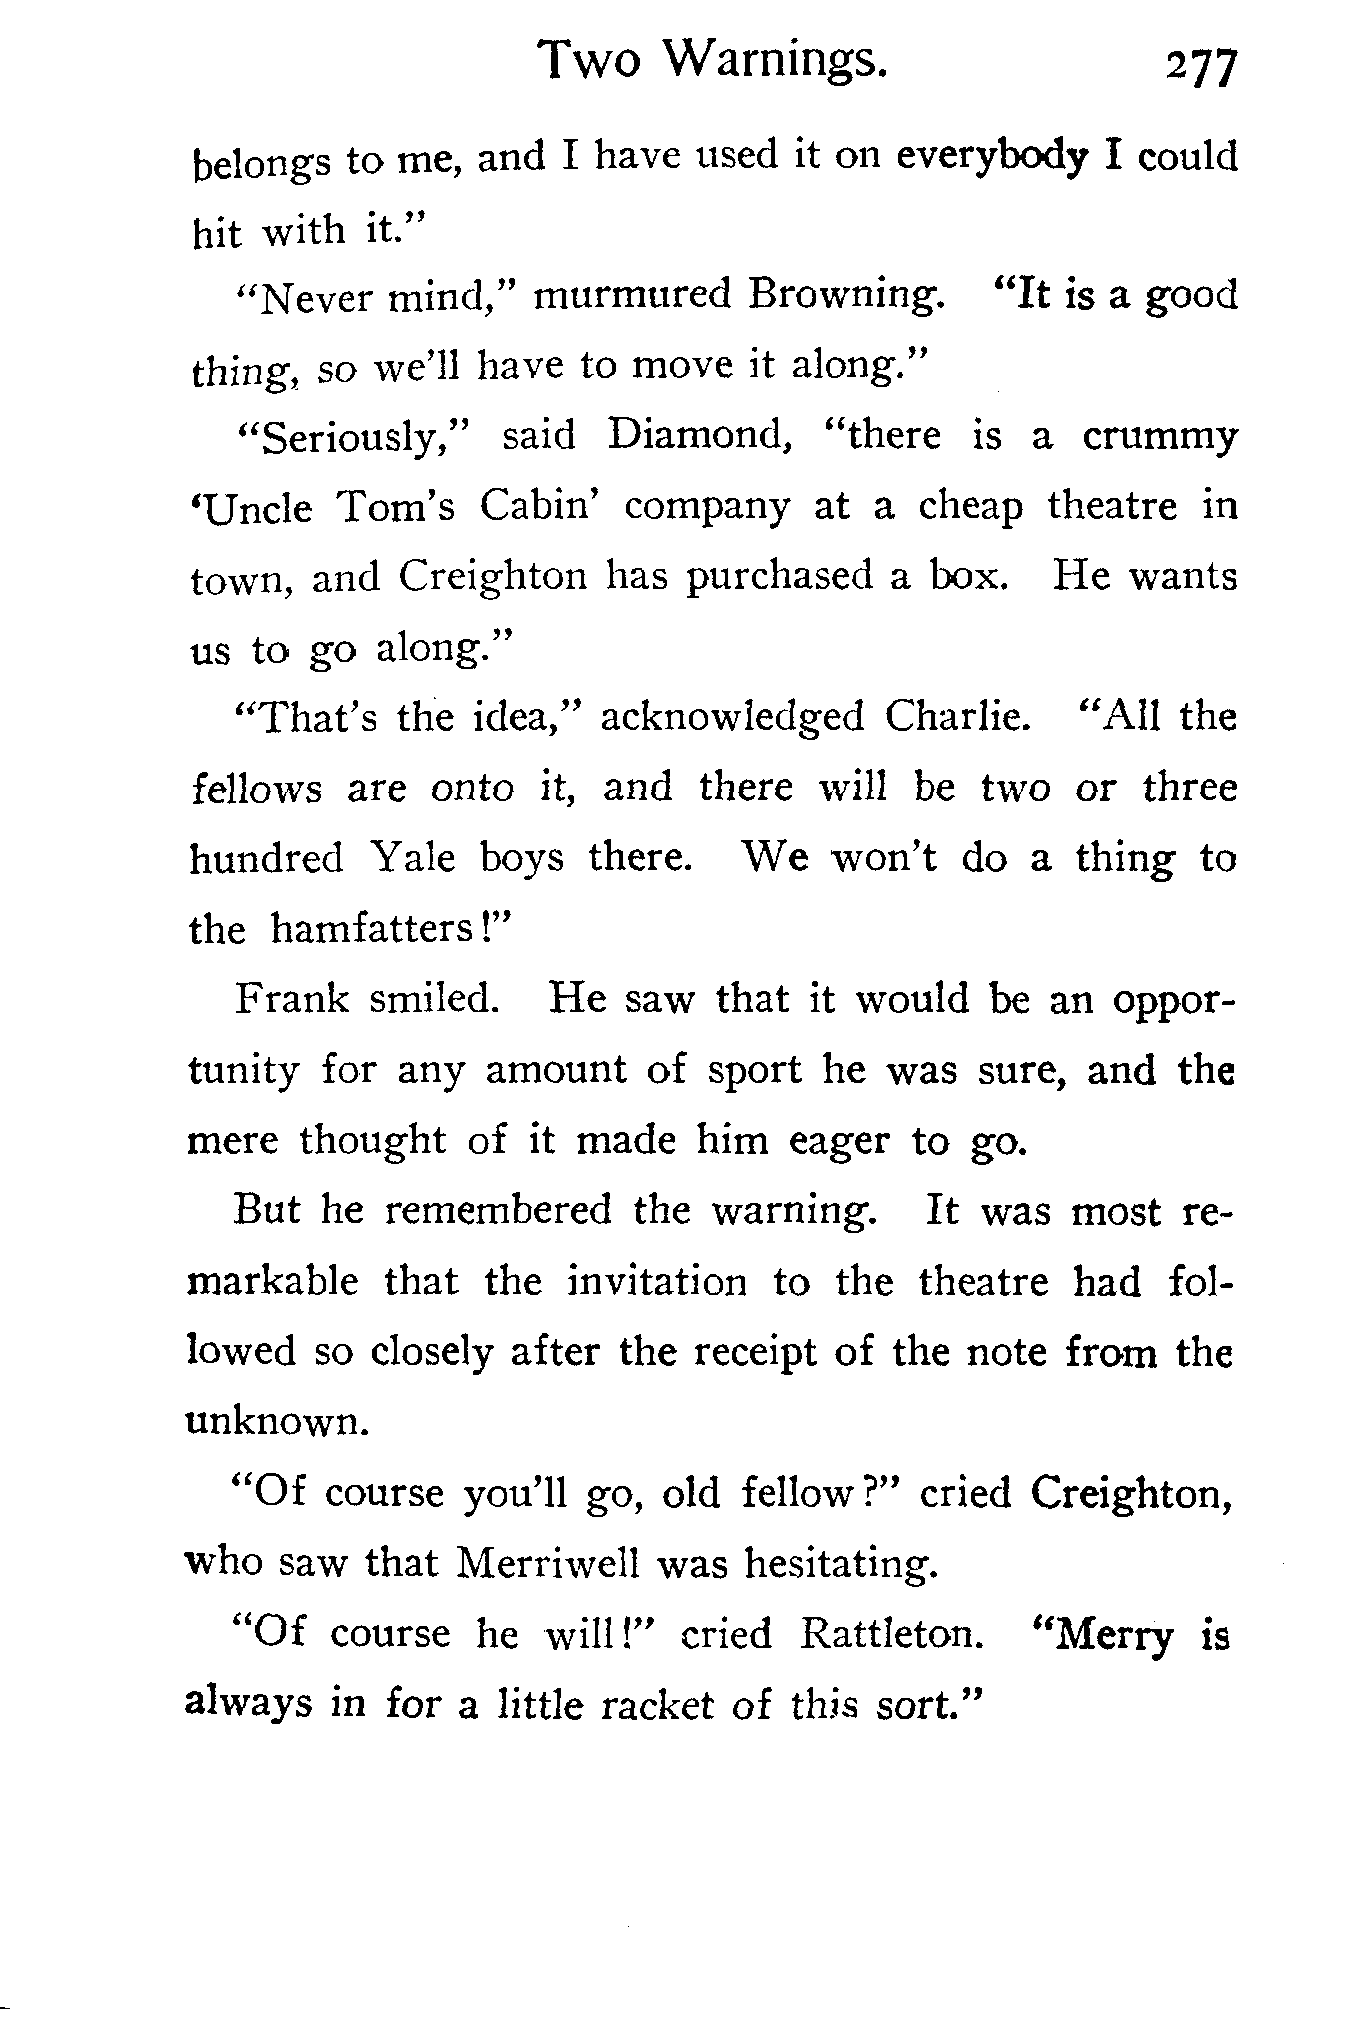 Two Warnings. 277
belongs to me, and I have used it on everybody I could
hit with it."
"Never mind," murmured Browning. "It is a good
thing, so we'll have to move it along."
"Seriously," said Diamond, "there is a crummy
'Uncle Tom's Cabin' company at a cheap theatre in
town, and Creighton has purchased a box. He wants
us to go along."
"That's the idea," acknowledged Charlie. "All the
fellows are onto it, and there will be two or three
hundred Yale boys there. We won't do a thing to
the hamfatters!"
Frank smiled. He saw that it would be an oppor-
tunity for any amount of sport he was sure, and the
mere thought of it made him eager to go.
But he remembered the warning. It was most re-
markable that the invitation to the theatre had fol-
lowed so closely after the receipt of the note from the
unknown.
"Of course you'll go, old fellow?" cried Creighton,
who saw that Merriwell was hesitating.
"Of course he will!" cried Rattleton. "Merry is
always in for a little racket of this sort."